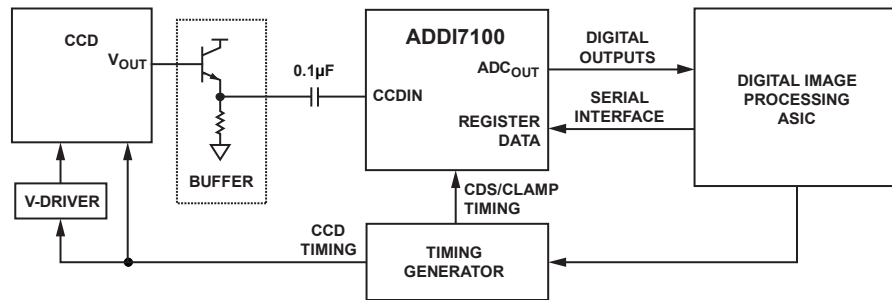 CCD
VOUT
BUFFER
0.1µF
ADDI7100
CCDIN
ADCOUT
REGISTER
DATA
DIGITAL
OUTPUTS
SERIAL
INTERFACE
DIGITAL IMAGE
PROCESSING
ASIC
V-DRIVER
CCD
TIMING
CDS/CLAMP
TIMING
TIMING
GENERATOR